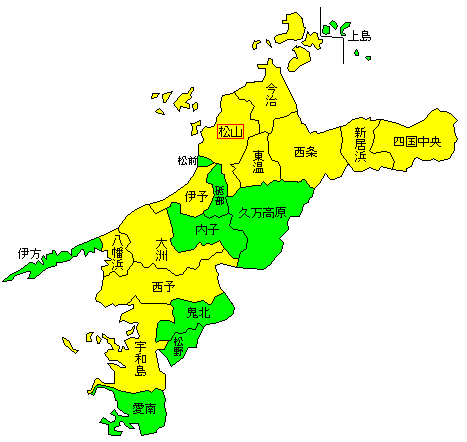 上島
今治
松山
新居浜
四国中央
西条
東温
松前
砥部
伊予
久万高原
内子
八幡浜
大洲
伊方
西予
鬼北
松野
宇和島
愛南